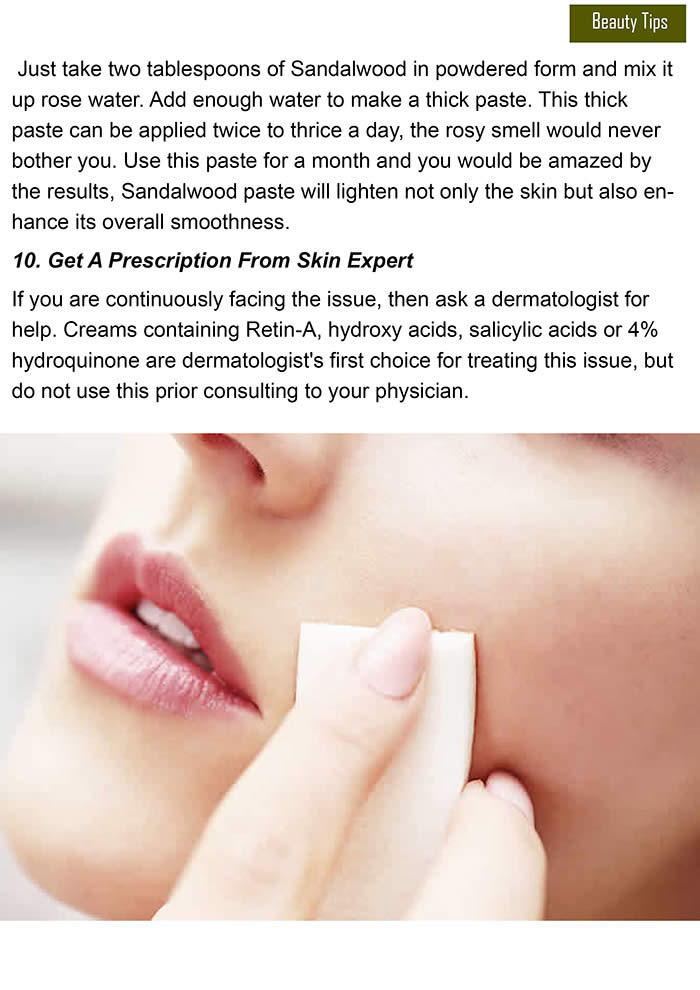 Beauty Tips
Just take two tablespoons of Sandalwood in powdered form and mix it
up rose water. Add enough water to make a thick paste. This thick
paste can be applied twice to thrice a day, the rosy smell would never
bother you. Use this paste for a month and you would be amazed by
the results, Sandalwood paste will lighten not only the skin but also en-
hance its overall smoothness.
10. Get A Prescription From Skin Expert
If you are continuously facing the issue, then ask a dermatologist for
help. Creams containing Retin-A, hydroxy acids, salicylic acids or 4%
hydroquinone are dermatologist's first choice for treating this issue, but
do not use this prior consulting to your physician.